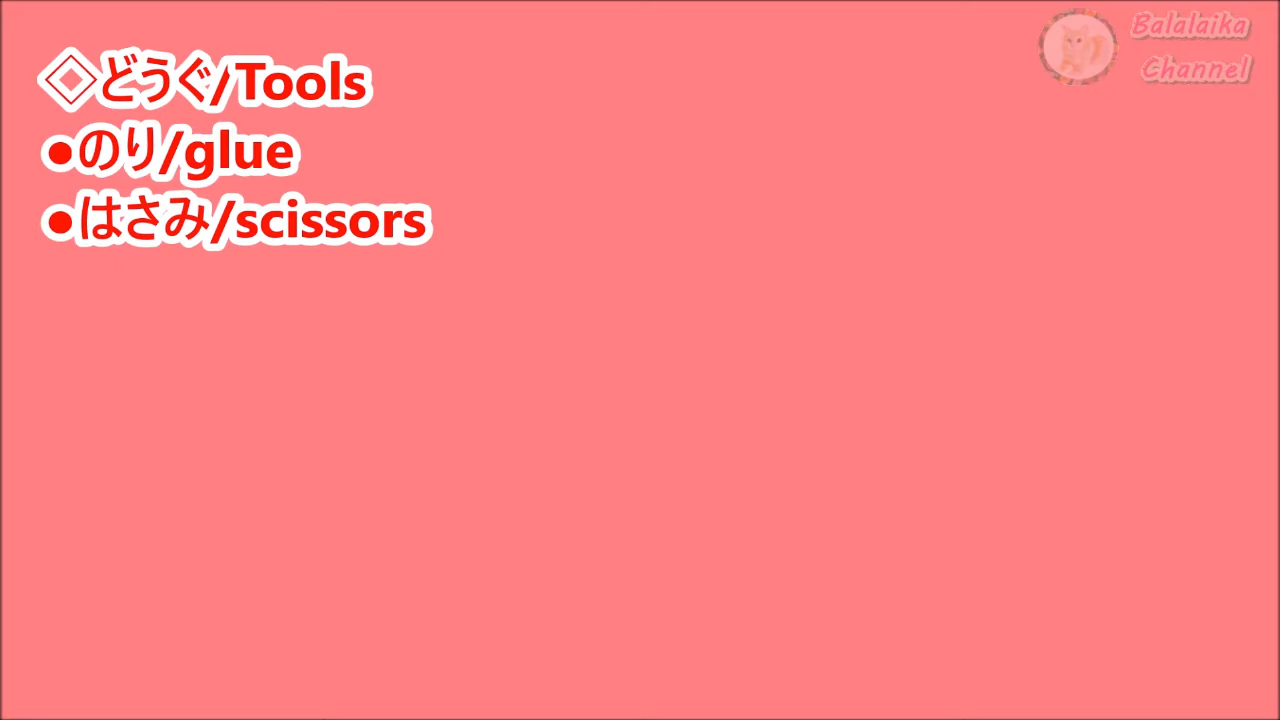 ◇どうぐ/Tools
●のり/glue
●はさみ/scissors
Balalaika
Channel